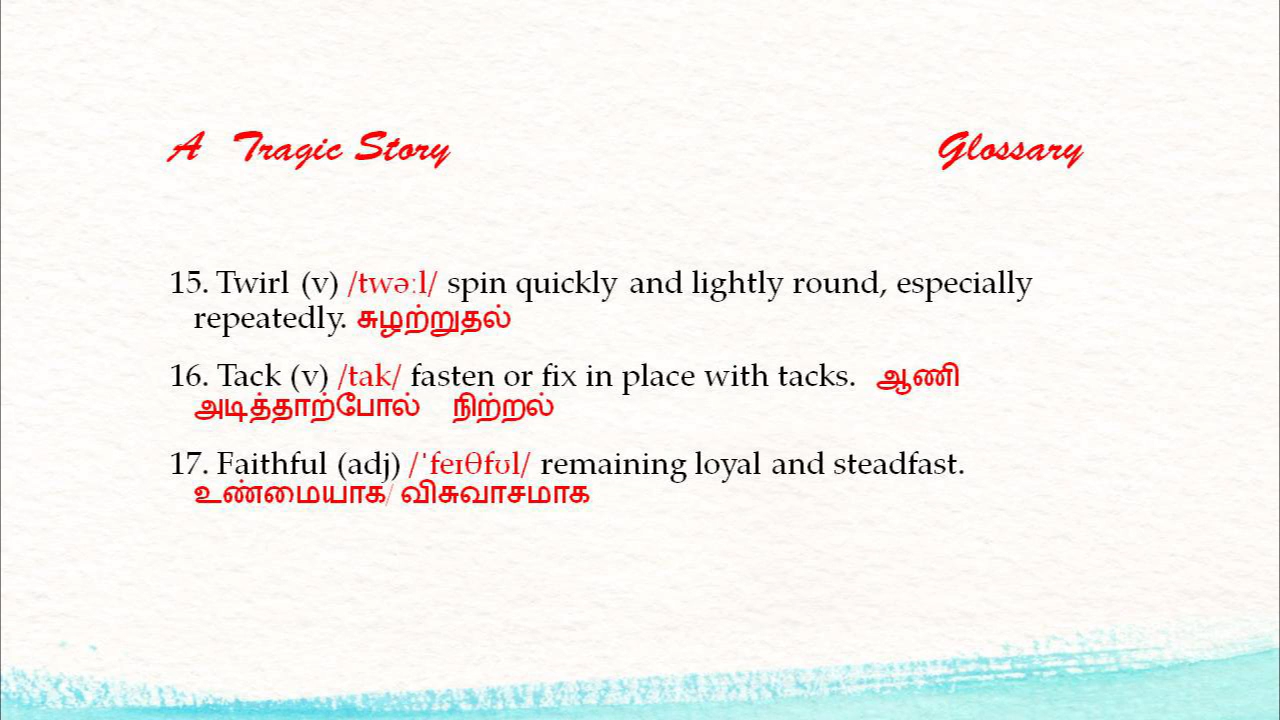 A Tragic Story Glossary
15. Twirl (v) /twəːl/ spin quickly and lightly round, especially
repeatedly. சுழற்றுதல்
16. Tack (v) /tak/ fasten or fix in place with tacks. ஆணி
அடித்தாற்போல் நிற்றல்
17. Faithful (adj) /ˈfeɪθfʊl/ remaining loyal and steadfast.
உண்மையாக/ விசுவாசமாக